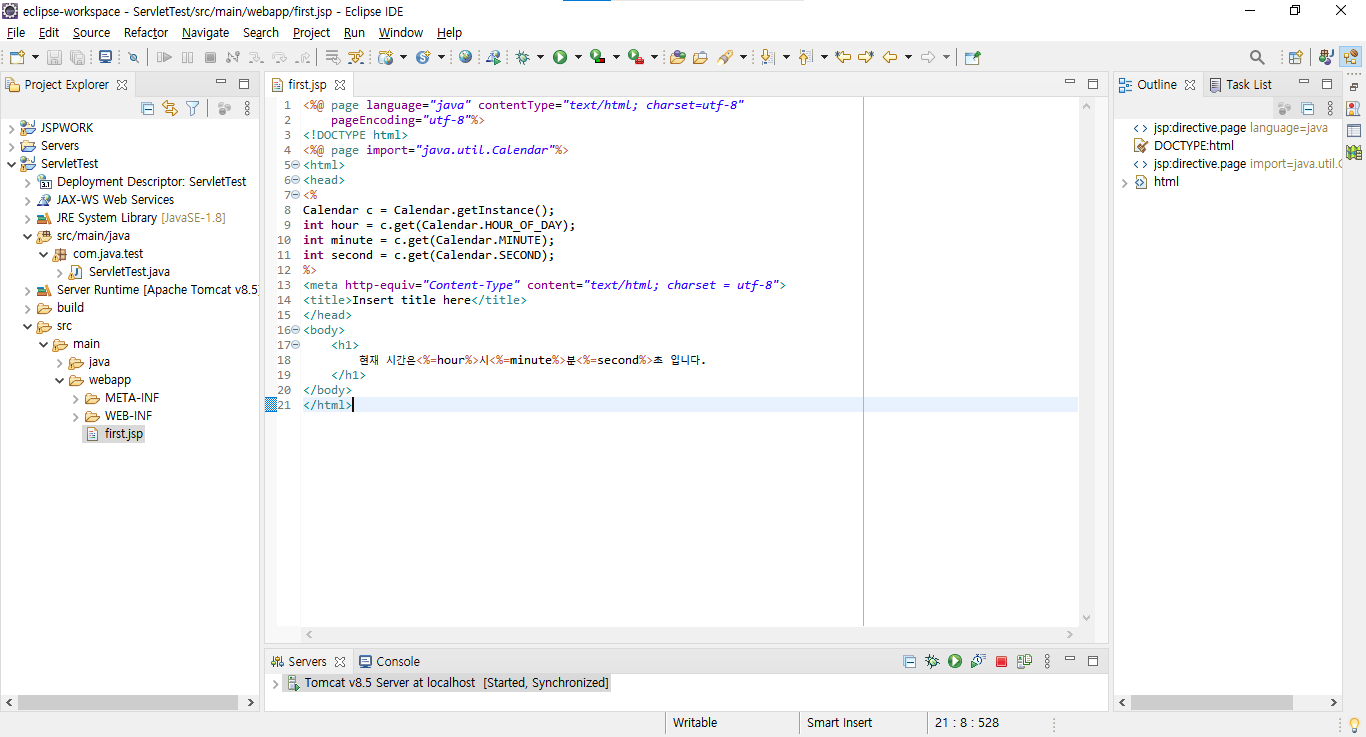 eclipse-workspace - ServletTest/src/main/webapp/first.jsp - Eclipse IDE
File Edit Source Refactor Navigate Search Project Run Window Help
Project Explorer
JSPWORK
Servers
ServletTest
Deployment Descriptor: ServletTest
JAX-WS Web Services
JRE System Library [JavaSE-1.8]
src/main/java
com.java.test
ServletTest.java
Server Runtime [Apache Tomcat v8.5]
build
src
main
java
webapp
META-INF
WEB-INF
first.jsp
first.jsp
1 <%@ page language="java" contentType="text/html; charset=utf-8"
2 pageEncoding="utf-8"%>
3 <!DOCTYPE html>
4 <%@ page import="java.util.Calendar"%>
5 <html>
6 <head>
7 <%
8 Calendar c = Calendar.getInstance();
9 int hour = c.get(Calendar.HOUR_OF_DAY);
10 int minute = c.get(Calendar.MINUTE);
11 int second = c.get(Calendar.SECOND);
12 %>
13 <meta http-equiv="Content-Type" content="text/html; charset = utf-8">
14 <title>Insert title here</title>
15 </head>
16 <body>
17 <h1>
18 현재 시간은<%=hour%>시<%=minute%>분<%=second%>초 입니다.
19 </h1>
20 </body>
21 </html>
Outline Task List
jsp:directive.page language=java
DOCTYPE:html
jsp:directive.page import=java.util.C
html
Servers Console
Tomcat v8.5 Server at localhost [Started, Synchronized]
Writable Smart Insert 21 : 8 : 528